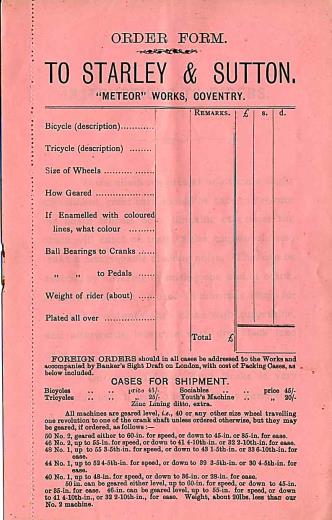 ORDER FORM.
TO STARLEY & SUTTON,
"METEOR" WORKS, COVENTRY.
REMARKS. £ s. d.
Bicycle (description)............
Tricycle (description) ..........
Size of Wheels ..................
How Geared ......................
If Enamelled with coloured
lines, what colour ..........
Ball Bearings to Cranks ......
„ „ to Pedals ......
Weight of rider (about) ......
Plated all over ..................
Total £
FOREIGN ORDERS should in all cases be addressed to the Works and
accompanied by Banker's Sight Draft on London, with cost of Packing Cases, as
below included.
CASES FOR SHIPMENT.
Bicycles .. .. price 45/- Sociables .. .. price 45/-
Tricycles .. .. „ 25/- Youth's Machine .. „ 20/-
Zinc Lining ditto, extra.
All machines are geared level, i.e., 40 or any other size wheel travelling
one revolution to one of the crank shaft unless ordered otherwise, but they may
be geared, if ordered, as follows :—
50 No. 2, geared either to 60-in. for speed, or down to 45-in. or 35-in. for ease.
46 No. 2, up to 55-in. for speed, or down to 41 4-10th-in. or 32 2-10th-in. for ease.
48 No. 1, up to 55 3-5th-in. for speed, or down to 43 1-5th-in. or 33 6-10th-in. for
ease.
44 No. 1, up to 52 4-5th-in. for speed, or down to 39 3-5th-in. or 30 4-5th-in. for
ease.
40 No. 1, up to 48-in. for speed, or down to 36-in. or 28-in. for ease.
50 in. can be geared either level, up to 60-in. for speed, or down to 45-in.
or 35-in. for ease. 46-in. can be geared level, up to 55-in. for speed, or down to
41 4-10th-in., or 32 2-10th-in., for ease. Weight, about 20lbs. less than our
No. 2 machine.